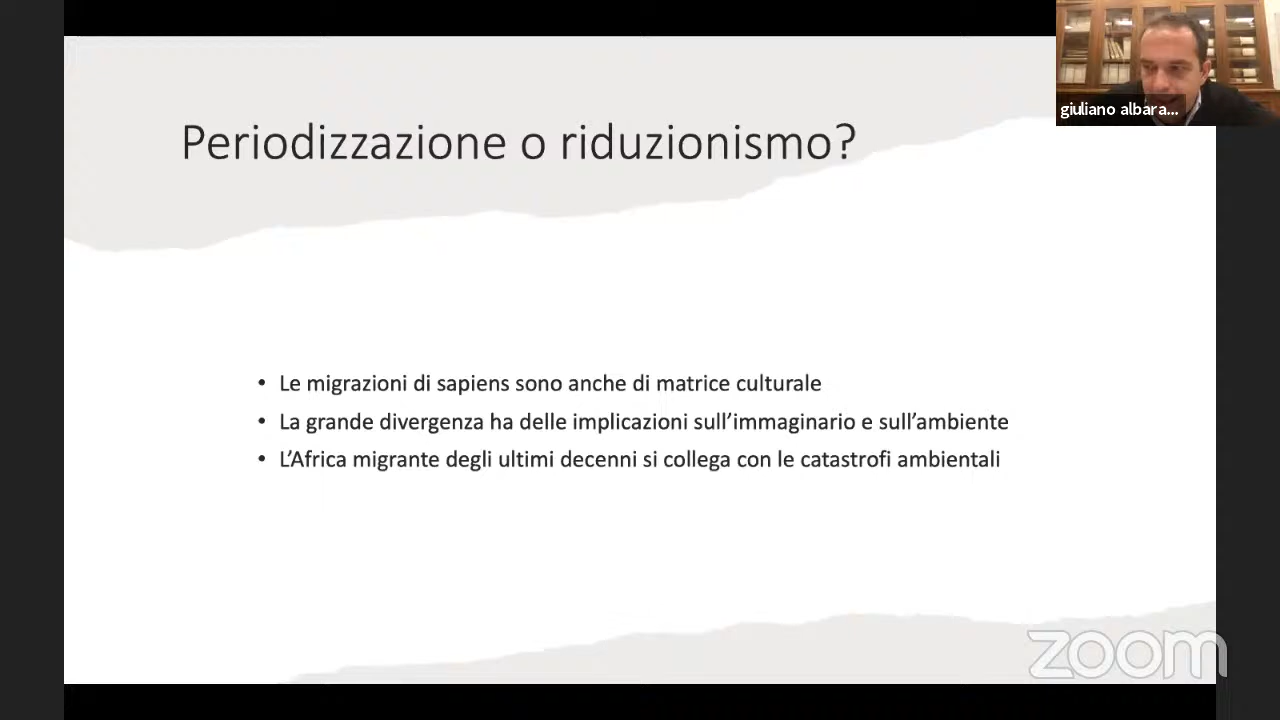 giuliano albara...
Periodizzazione o riduzionismo?
• Le migrazioni di sapiens sono anche di matrice culturale
• La grande divergenza ha delle implicazioni sull’immaginario e sull’ambiente
• L’Africa migrante degli ultimi decenni si collega con le catastrofi ambientali
zoom